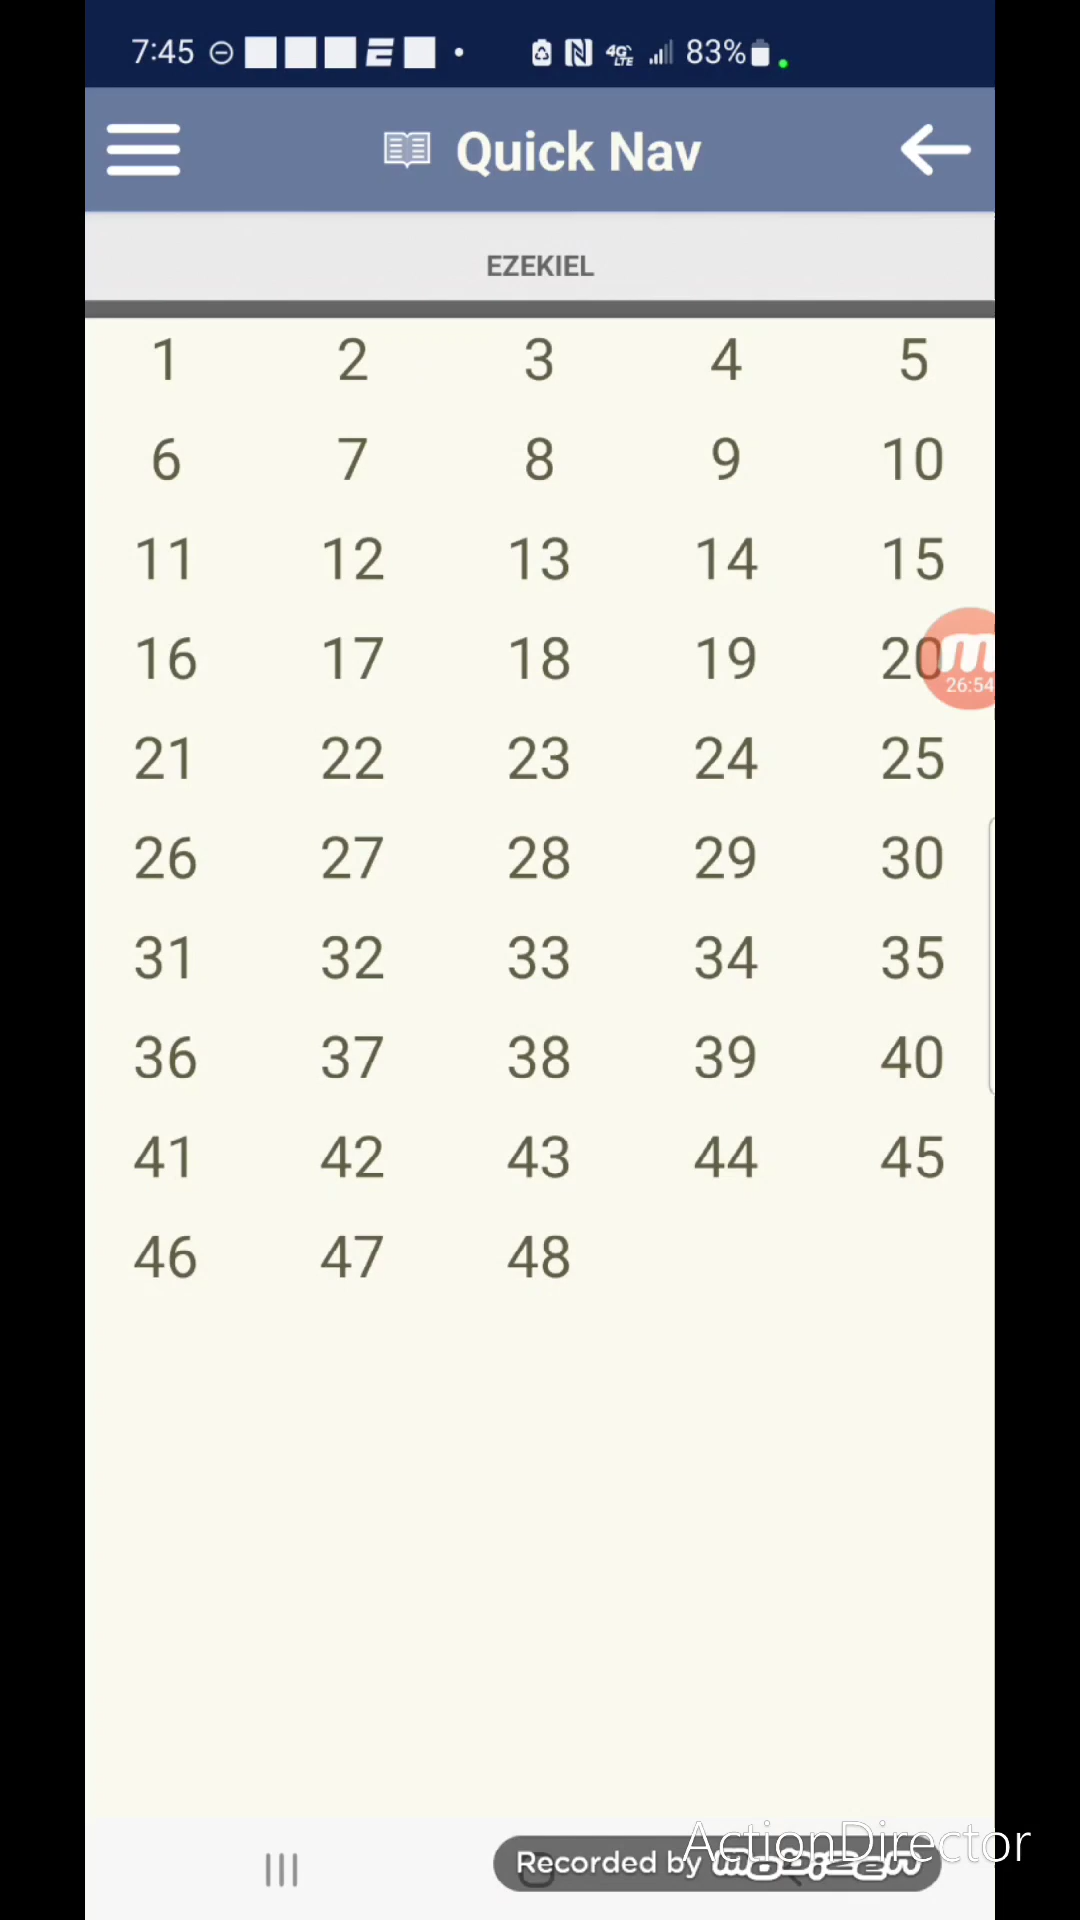 7:45 E 4G LTE 83%
Quick Nav
EZEKIEL
1 2 3 4 5
6 7 8 9 10
11 12 13 14 15
16 17 18 19 20
26:54
21 22 23 24 25
26 27 28 29 30
31 32 33 34 35
36 37 38 39 40
41 42 43 44 45
46 47 48
ActionDirector
Recorded by mobizen